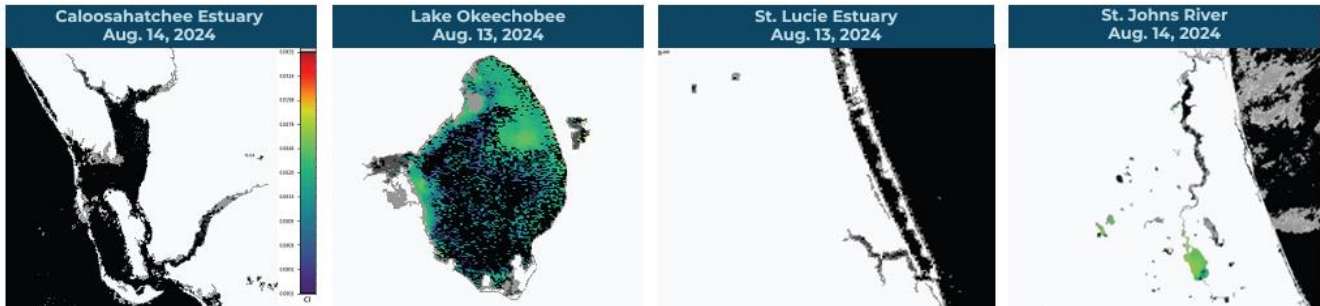 Caloosahatchee Estuary
Aug. 14, 2024
Lake Okeechobee
Aug. 13, 2024
St. Lucie Estuary
Aug. 13, 2024
St. Johns River
Aug. 14, 2024
CI